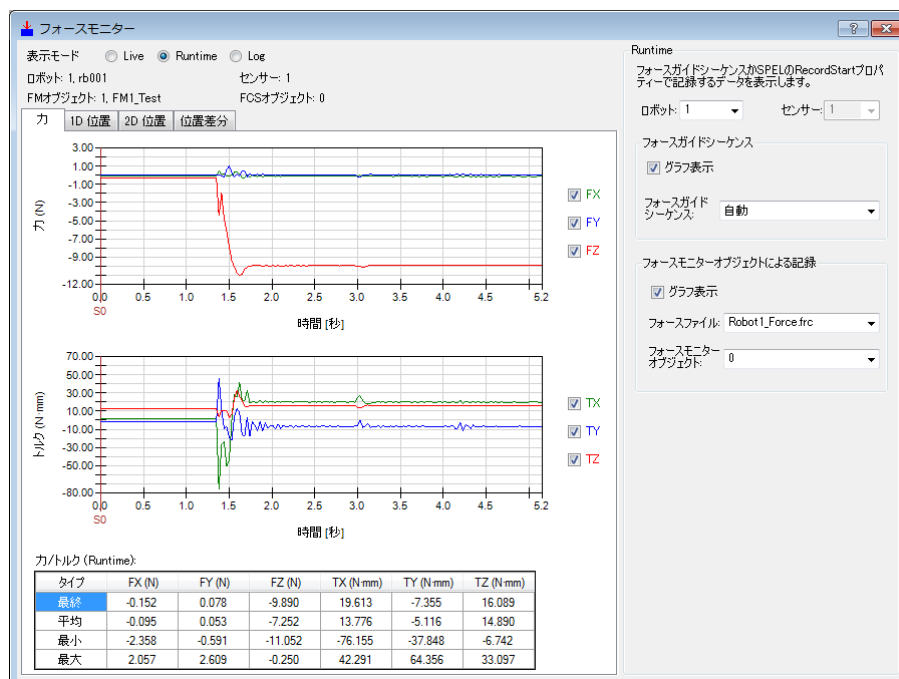 フォースモニター
表示モード Live Runtime Log
ロボット: 1, rb001 センサー: 1
FMオブジェクト: 1, FM1_Test FCSオブジェクト: 0
力 1D 位置 2D 位置 位置差分
3.00
1.00
-1.00
-3.00
-5.00
-7.00
-9.00
-12.00
力 (N)
0.0 0.5 1.0 1.5 2.0 2.5 3.0 3.5 4.0 4.5 5.2
S0
時間 [秒]
FX
FY
FZ
70.00
50.00
30.00
10.00
-10.00
-30.00
-50.00
-80.00
トルク (N·mm)
0.0 0.5 1.0 1.5 2.0 2.5 3.0 3.5 4.0 4.5 5.2
S0
時間 [秒]
TX
TY
TZ
力/トルク (Runtime):
タイプ FX (N) FY (N) FZ (N) TX (N·mm) TY (N·mm) TZ (N·mm)
最終 -0.152 0.078 -9.890 19.613 -7.355 16.089
平均 -0.095 0.053 -7.252 13.776 -5.116 14.890
最小 -2.358 -0.591 -11.052 -76.155 -37.848 -6.742
最大 2.057 2.609 -0.250 42.291 64.356 33.097
Runtime
フォースガイドシーケンスかSPELのRecordStartプロパ
ティーで記録するデータを表示します。
ロボット: 1 センサー: 1
フォースガイドシーケンス
グラフ表示
フォースガイド
シーケンス: 自動
フォースモニターオブジェクトによる記録
グラフ表示
フォースファイル: Robot1_Force.frc
フォースモニター
オブジェクト: 0